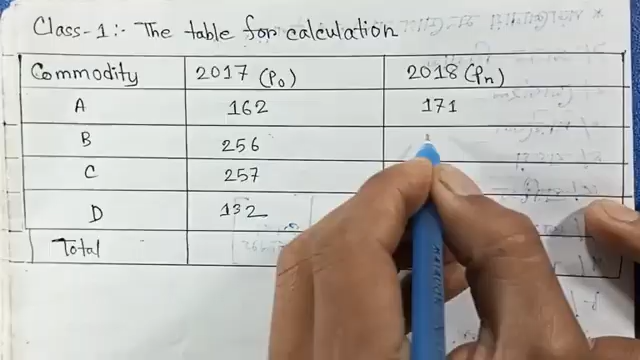 Class-1:- The table for calculation
Commodity 2017 (P0) 2018 (Pn)
A 162 171
B 256
C 257
D 132
Total